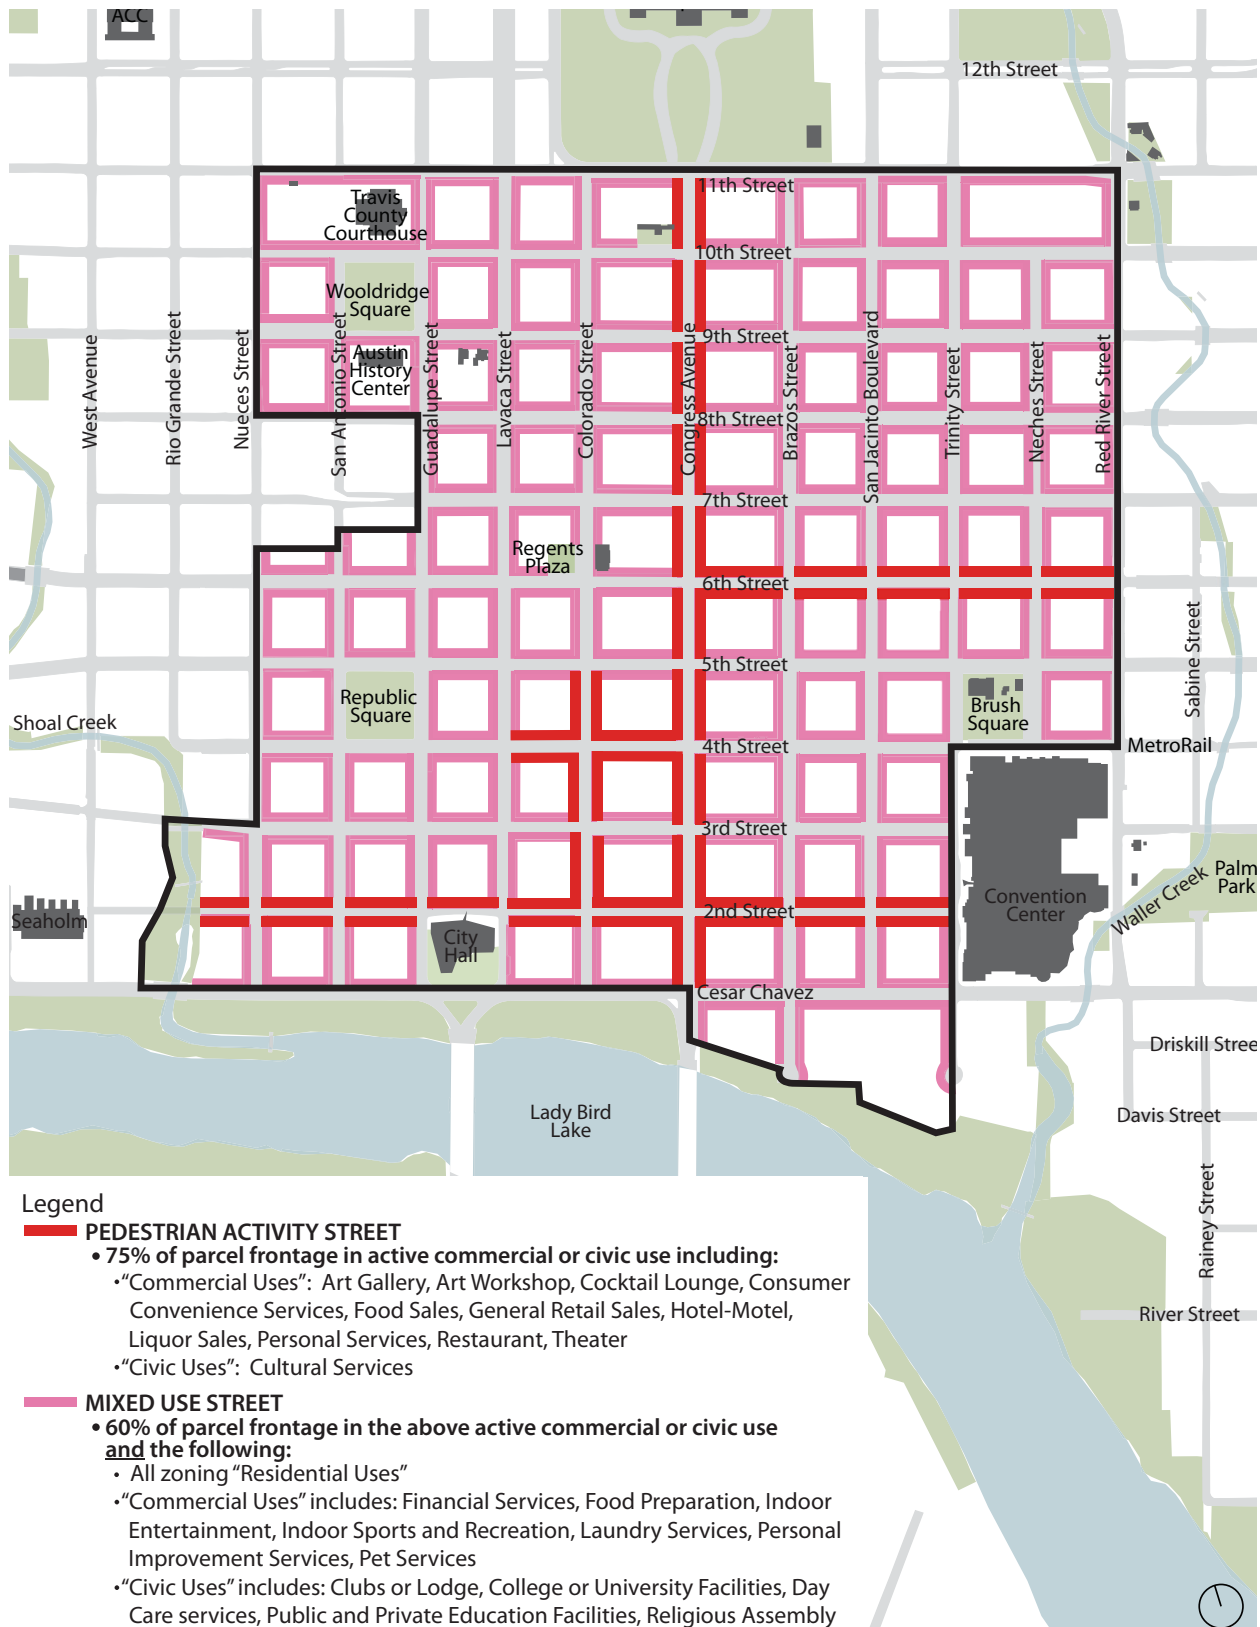 ACC
12th Street
11th Street
Travis
County
Courthouse
10th Street
Wooldridge
Square
9th Street
Austin
History
Center
West Avenue
Rio Grande Street
Nueces Street
San Antonio Street
Guadalupe Street
Lavaca Street
Colorado Street
Congress Avenue
Brazos Street
San Jacinto Boulevard
Trinity Street
Neches Street
Red River Street
8th Street
7th Street
Regents
Plaza
6th Street
5th Street
Sabine Street
Republic
Square
Brush
Square
Shoal Creek
4th Street
MetroRail
3rd Street
Palm
Park
Waller Creek
Convention
Center
Seaholm
2nd Street
City
Hall
Cesar Chavez
Driskill Stree
Lady Bird
Lake
Davis Street
Rainey Street
River Street
Legend
PEDESTRIAN ACTIVITY STREET
• 75% of parcel frontage in active commercial or civic use including:
•“Commercial Uses”: Art Gallery, Art Workshop, Cocktail Lounge, Consumer
Convenience Services, Food Sales, General Retail Sales, Hotel-Motel,
Liquor Sales, Personal Services, Restaurant, Theater
•“Civic Uses”: Cultural Services
MIXED USE STREET
• 60% of parcel frontage in the above active commercial or civic use
and the following:
• All zoning “Residential Uses”
•“Commercial Uses” includes: Financial Services, Food Preparation, Indoor
Entertainment, Indoor Sports and Recreation, Laundry Services, Personal
Improvement Services, Pet Services
•“Civic Uses” includes: Clubs or Lodge, College or University Facilities, Day
Care services, Public and Private Education Facilities, Religious Assembly